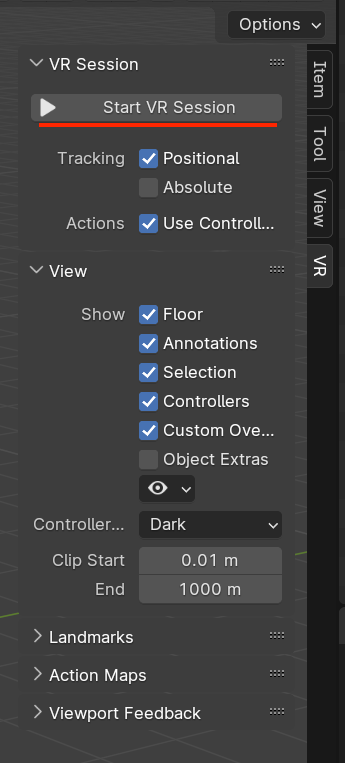 Options
VR Session
Start VR Session
Tracking Positional
Absolute
Actions Use Controll...
View
Show Floor
Annotations
Selection
Controllers
Custom Ove...
Object Extras
Controller... Dark
Clip Start 0.01 m
End 1000 m
Landmarks
Action Maps
Viewport Feedback
Item
Tool
View
VR